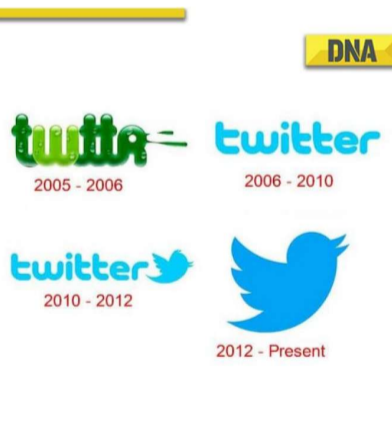 DNA
twttr
2005 - 2006
twitter
2006 - 2010
twitter
2010 - 2012
2012 - Present